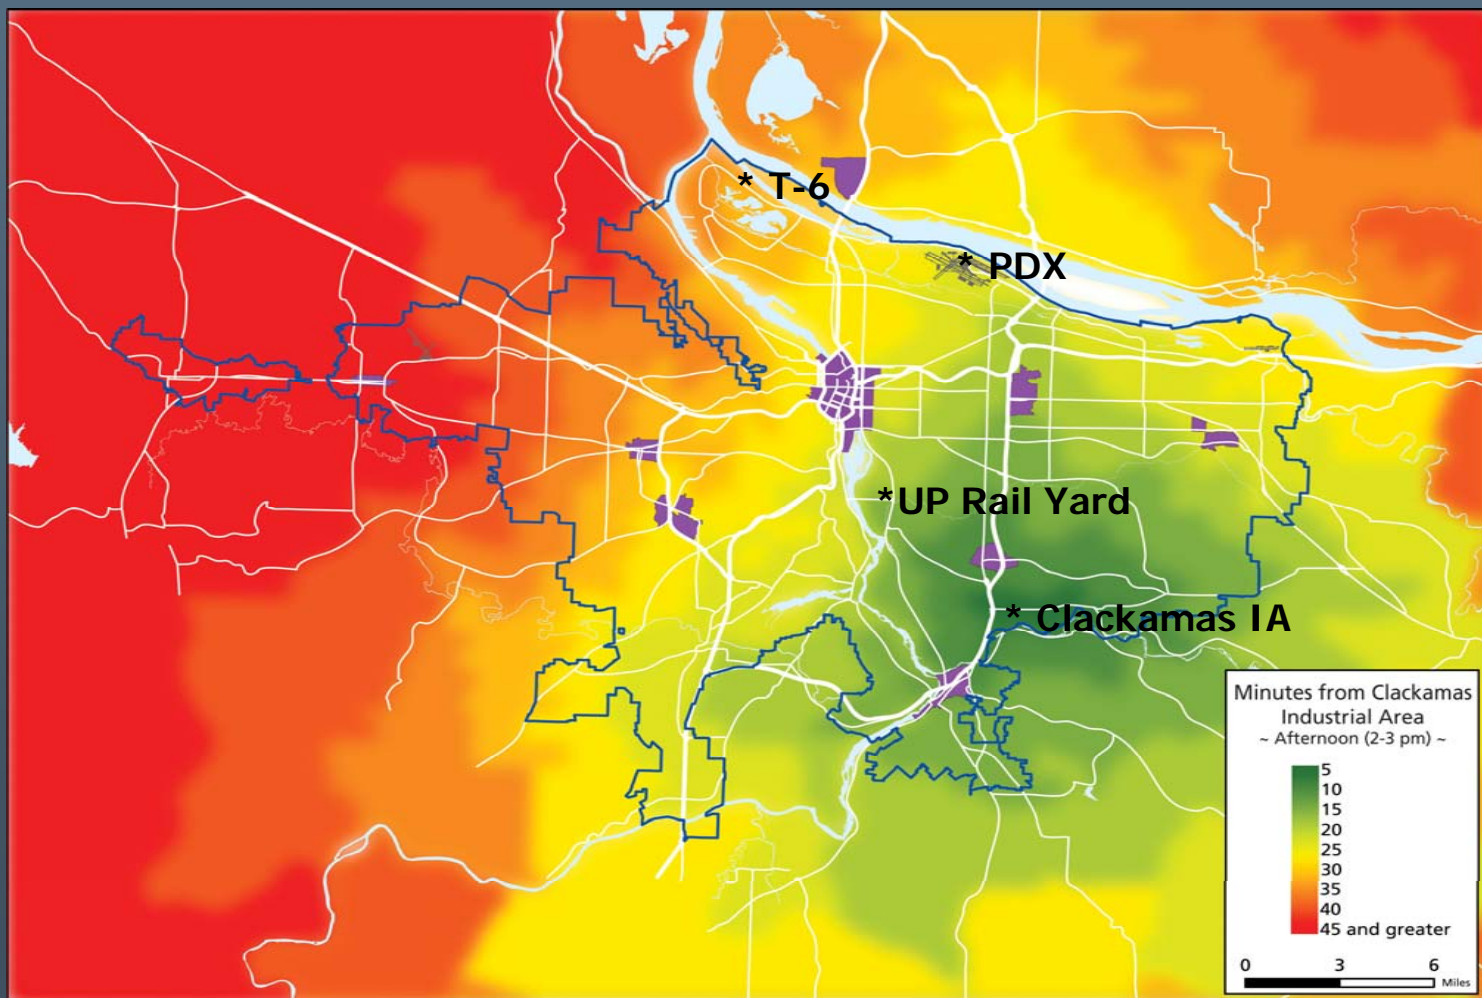 * T-6
* PDX
*UP Rail Yard
* Clackamas IA
Minutes from Clackamas
Industrial Area
~ Afternoon (2-3 pm) ~
5
10
15
20
25
30
35
40
45 and greater
0 3 6
Miles